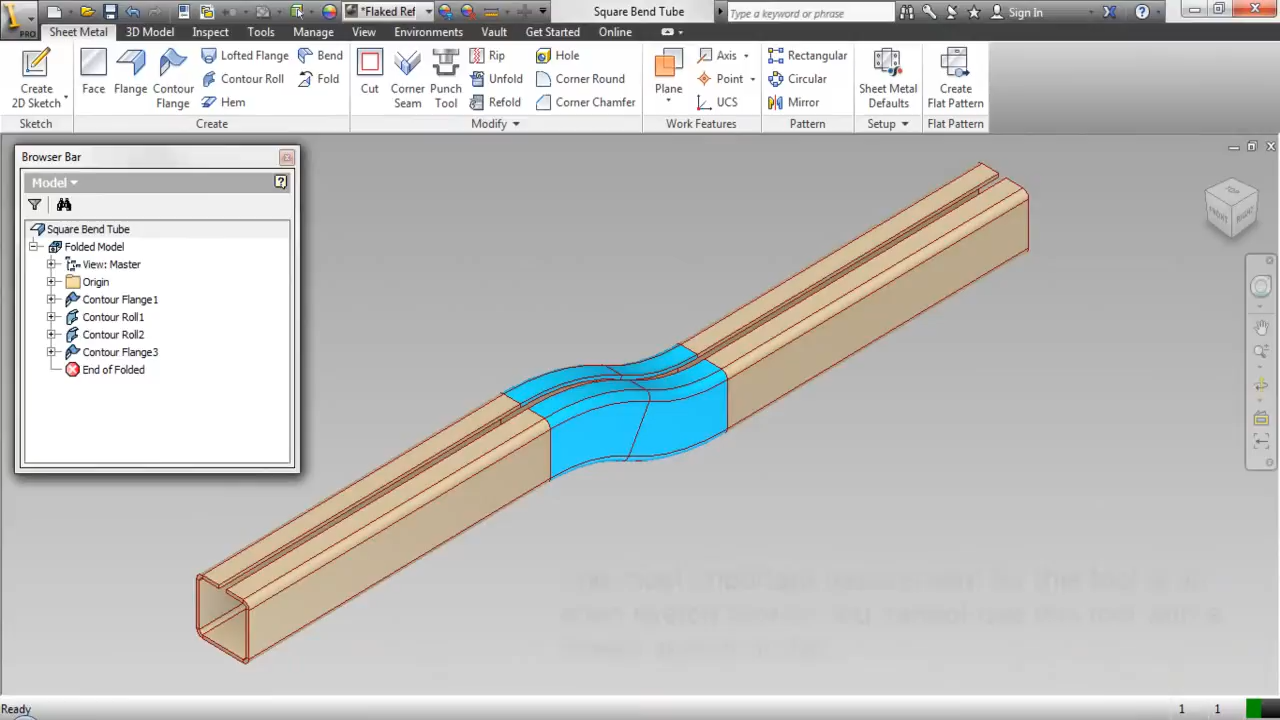 PRO
*Flaked Ref
Square Bend Tube
Type a keyword or phrase
Sign In
Sheet Metal
3D Model
Inspect
Tools
Manage
View
Environments
Vault
Get Started
Online
Create
2D Sketch
Face
Flange
Contour
Flange
Lofted Flange
Contour Roll
Hem
Bend
Fold
Cut
Corner
Seam
Punch
Tool
Rip
Unfold
Refold
Hole
Corner Round
Corner Chamfer
Plane
Axis
Point
UCS
Rectangular
Circular
Mirror
Sheet Metal
Defaults
Create
Flat Pattern
Sketch
Create
Modify
Work Features
Pattern
Setup
Flat Pattern
Browser Bar
Model
Square Bend Tube
Folded Model
View: Master
Origin
Contour Flange1
Contour Roll1
Contour Roll2
Contour Flange3
End of Folded
FRONT
RIGHT
Ready
1
1